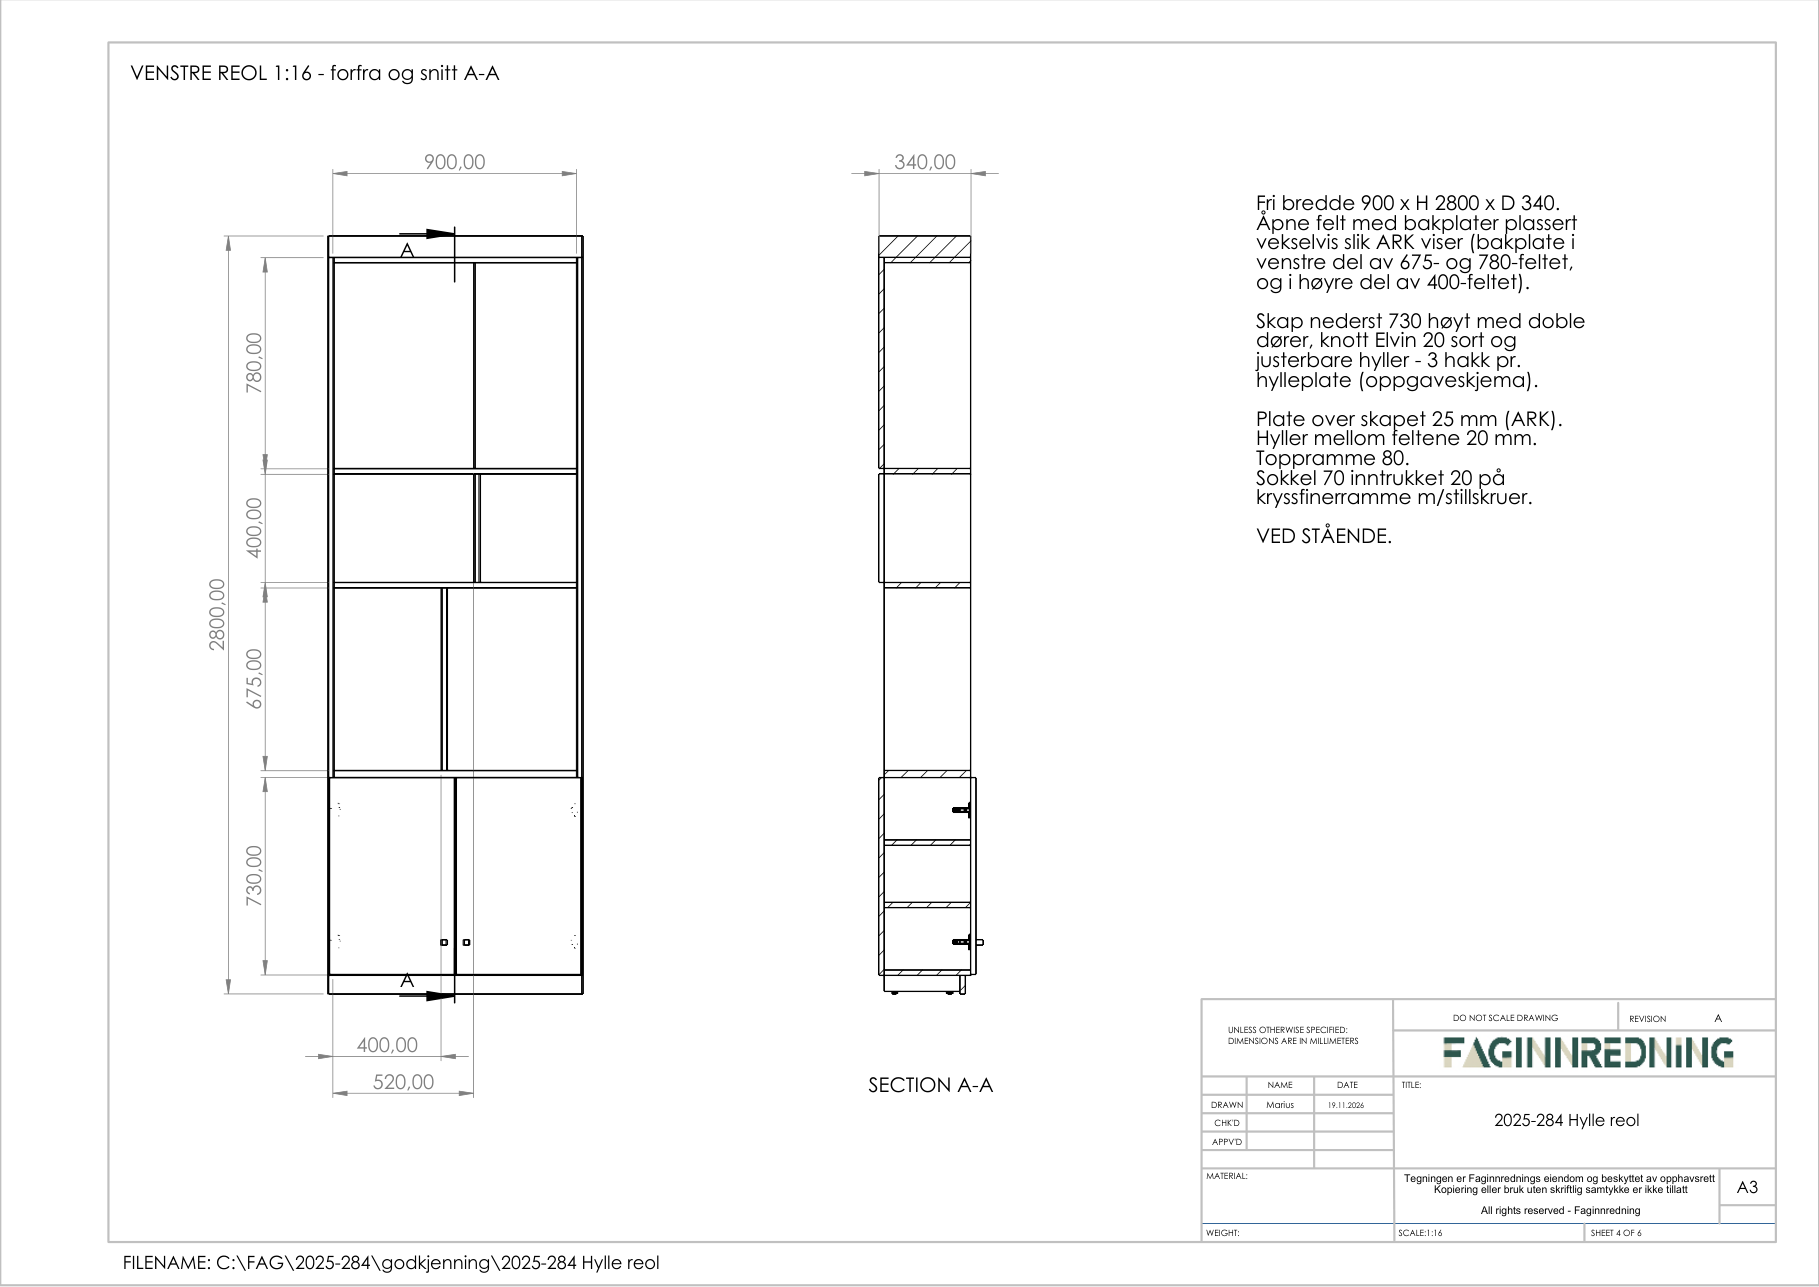 VENSTRE REOL 1:16 - forfra og snitt A-A
900,00
340,00
A
780,00
400,00
2800,00
675,00
730,00
A
400,00
520,00
SECTION A-A
Fri bredde 900 x H 2800 x D 340.
Åpne felt med bakplater plassert
vekselvis slik ARK viser (bakplate i
venstre del av 675- og 780-feltet,
og i høyre del av 400-feltet).
Skap nederst 730 høyt med doble
dører, knott Elvin 20 sort og
justerbare hyller - 3 hakk pr.
hylleplate (oppgaveskjema).
Plate over skapet 25 mm (ARK).
Hyller mellom feltene 20 mm.
Toppramme 80.
Sokkel 70 inntrukket 20 på
kryssfinerramme m/stillskruer.
VED STÅENDE.
UNLESS OTHERWISE SPECIFIED:
DIMENSIONS ARE IN MILLIMETERS
DO NOT SCALE DRAWING
REVISION A
FAGINNREDNING
NAME DATE
DRAWN Marius 19.11.2026
CHK'D
APPV'D
TITLE:
2025-284 Hylle reol
MATERIAL:
Tegningen er Faginnrednings eiendom og beskyttet av opphavsrett
Kopiering eller bruk uten skriftlig samtykke er ikke tillatt
All rights reserved - Faginnredning
A3
WEIGHT:
SCALE:1:16
SHEET 4 OF 6
FILENAME: C:\FAG\2025-284\godkjenning\2025-284 Hylle reol